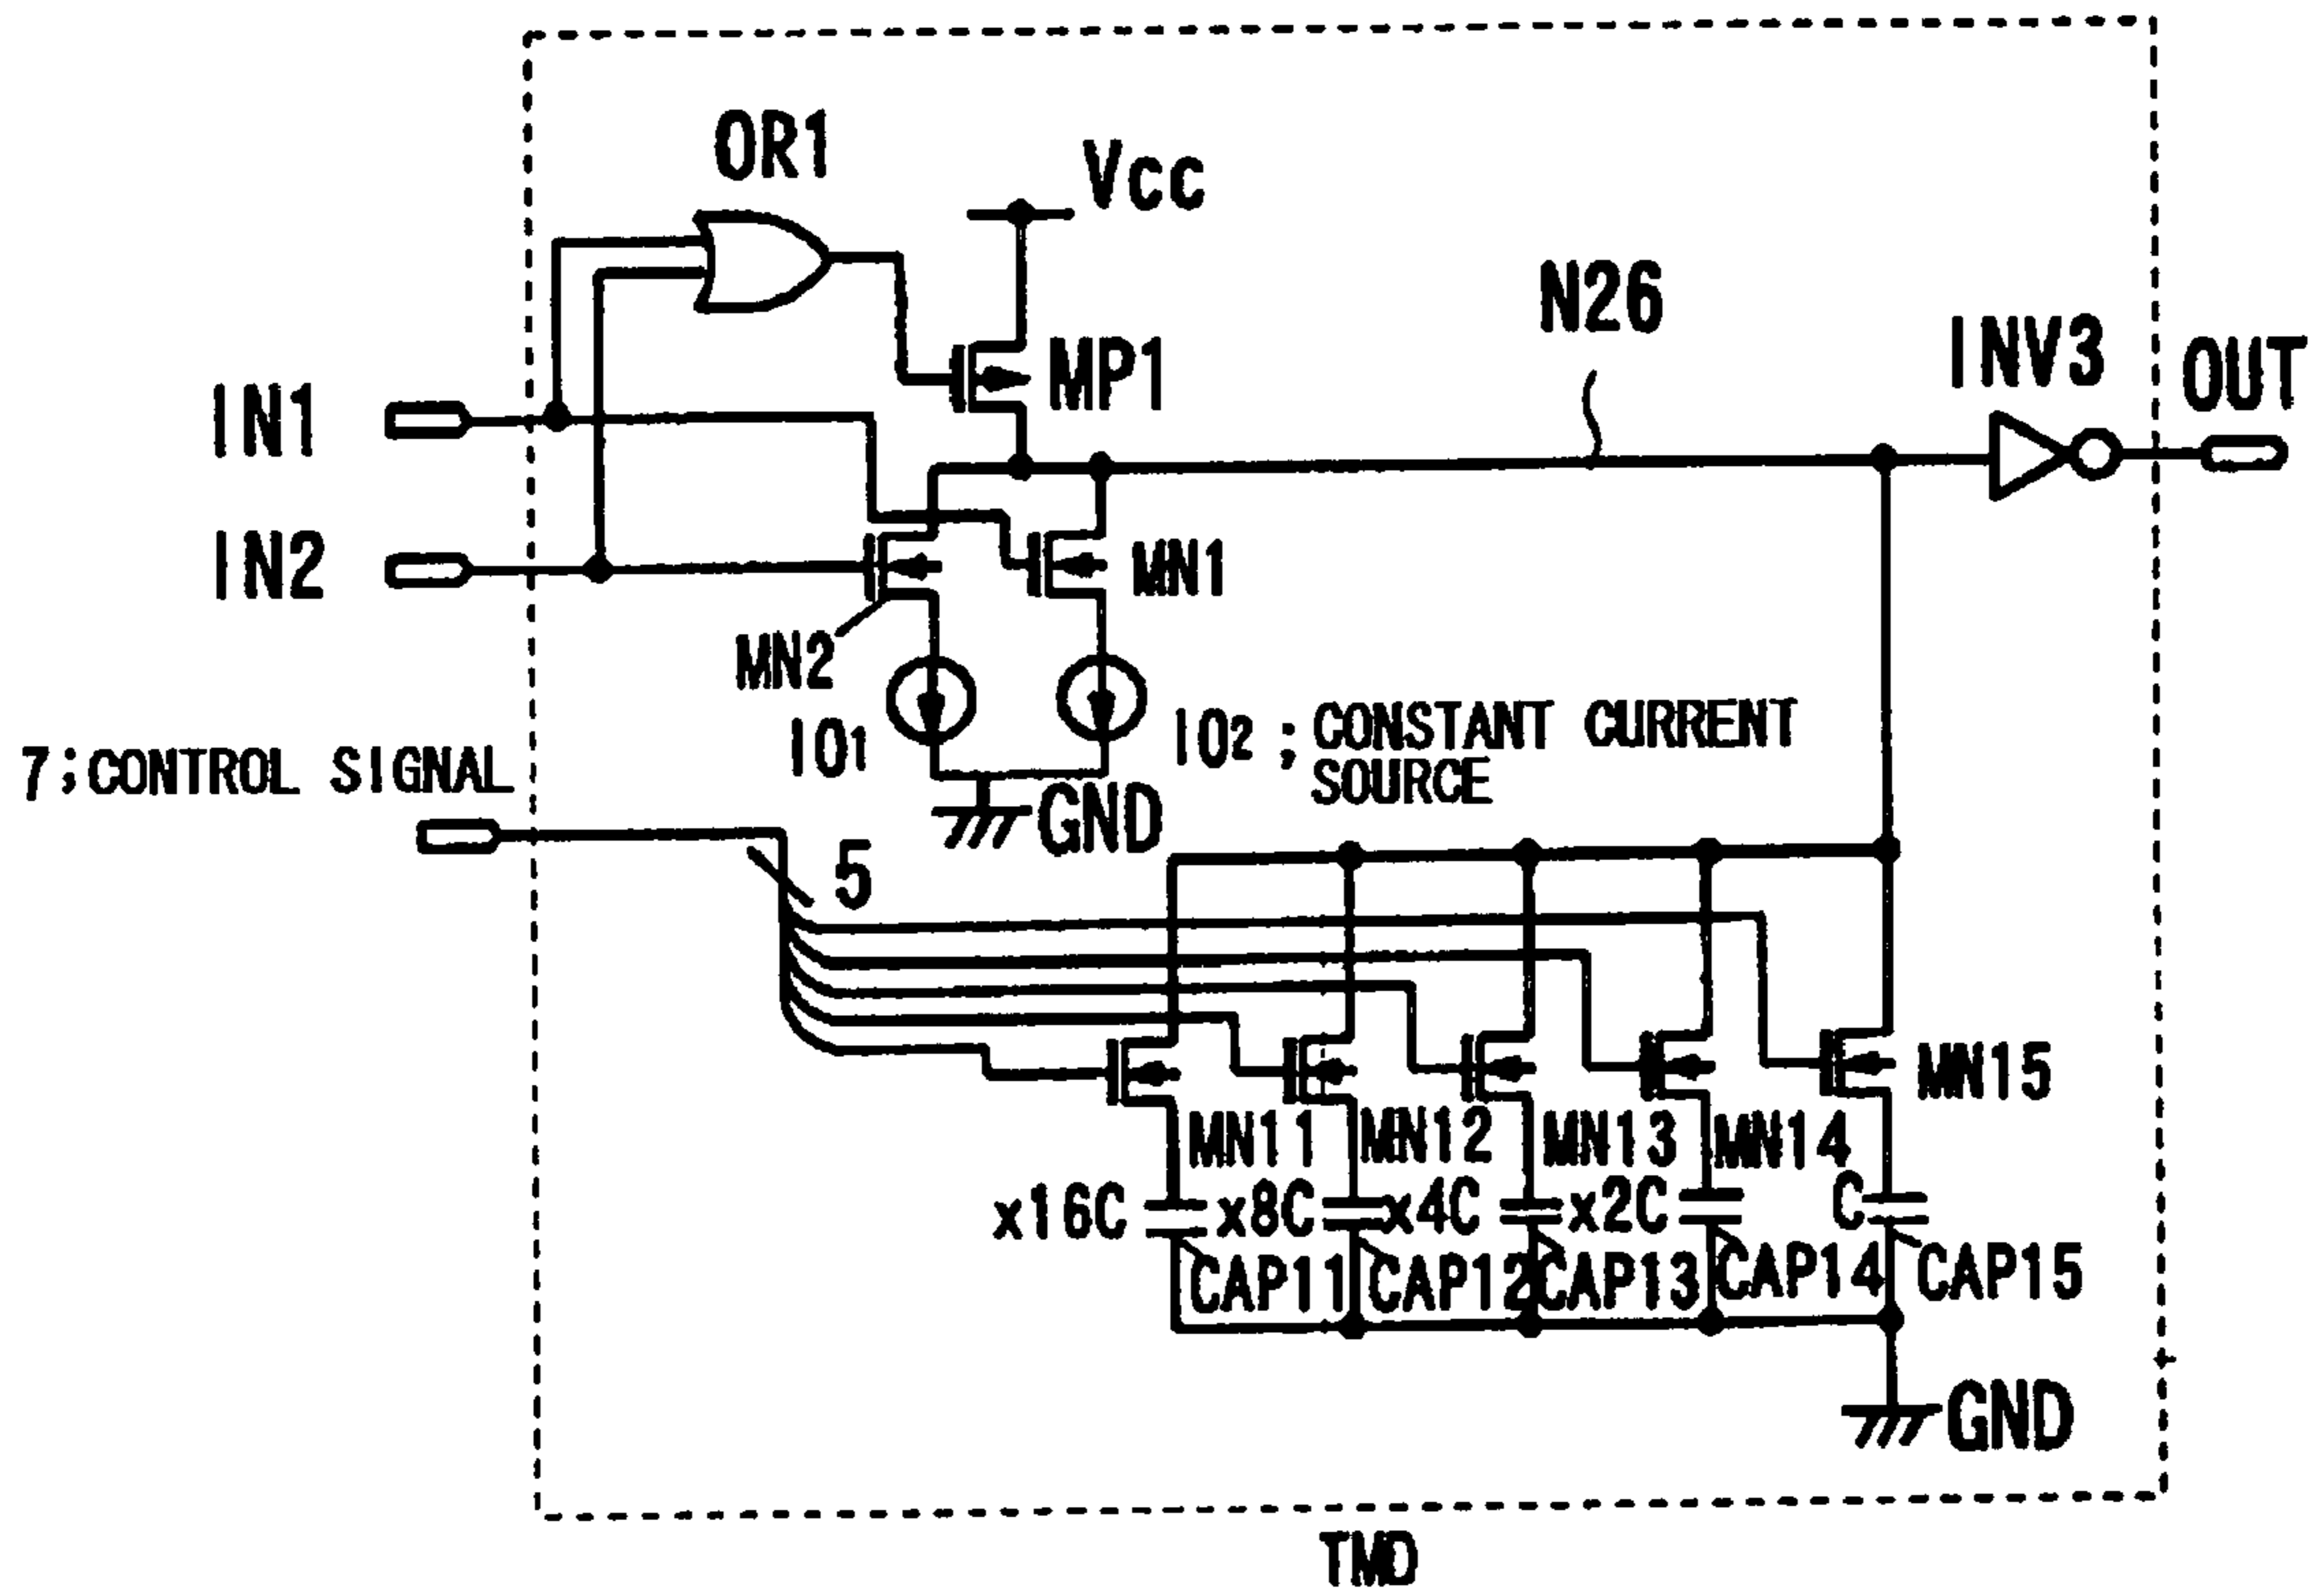 OR1
Vcc
N26
INV3
OUT
MP1
IN1
IN2
MN1
MN2
IO1
IO2 ; CONSTANT CURRENT
SOURCE
7;CONTROL SIGNAL
GND
5
MN15
MN11
MN12
MN13
MN14
x16C
x8C
x4C
x2C
C
CAP11
CAP12
CAP13
CAP14
CAP15
GND
TMD